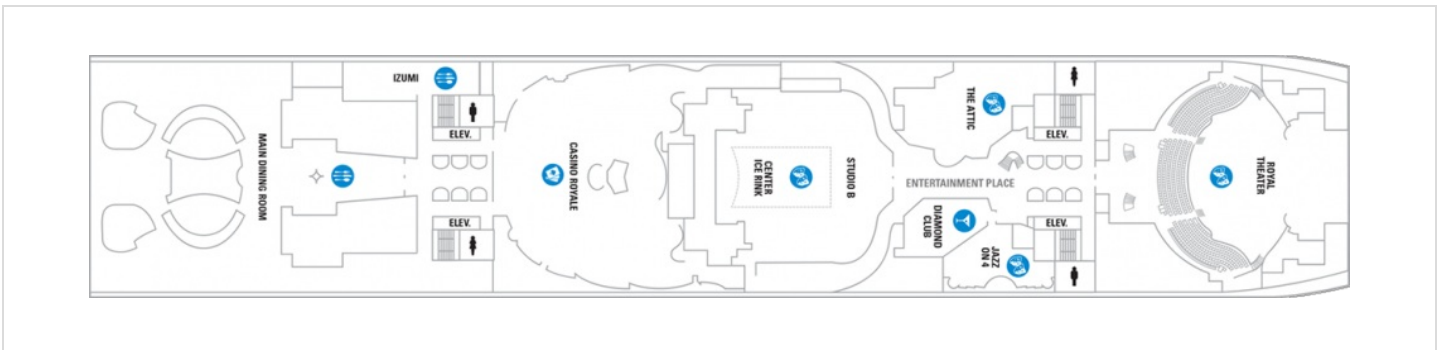 IZUMI
ELEV.
ELEV.
MAIN DINING ROOM
CASINO ROYALE
CENTER
ICE RINK
STUDIO B
ENTERTAINMENT PLACE
THE ATTIC
DIAMOND
CLUB
JAZZ
ON 4
ELEV.
ELEV.
ROYAL
THEATER